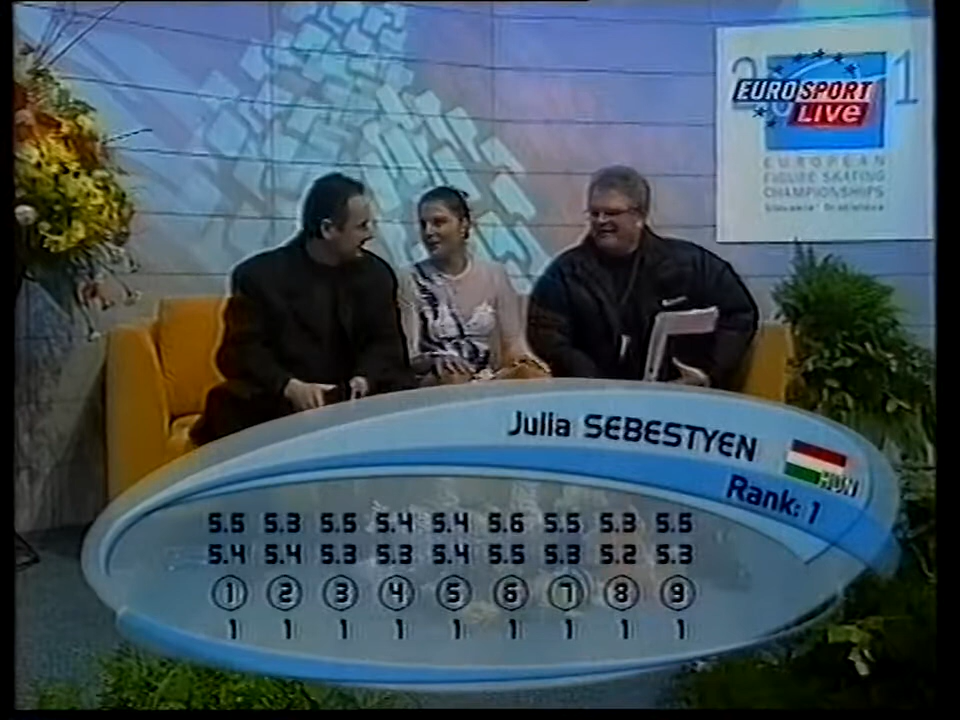 2001
EUROSPORT
LIVE
EUROPEAN
FIGURE SKATING
CHAMPIONSHIPS
Slovakia Bratislava
Julia SEBESTYEN
HUN
Rank: 1
5.5 5.3 5.5 5.4 5.4 5.6 5.5 5.3 5.5
5.4 5.4 5.3 5.3 5.4 5.5 5.3 5.2 5.3
1 2 3 4 5 6 7 8 9
1 1 1 1 1 1 1 1 1